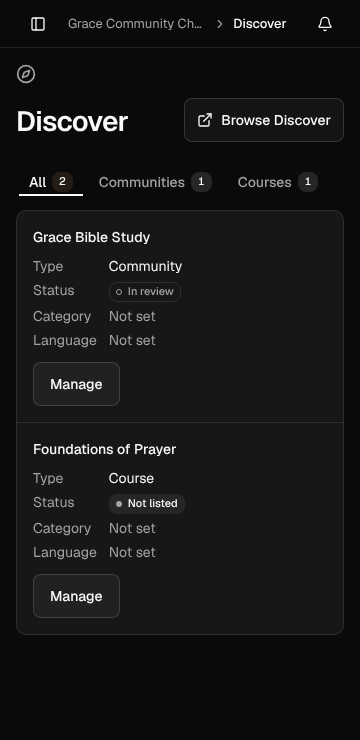 Grace Community Ch... > Discover
Discover
Browse Discover
All 2 Communities 1 Courses 1
Grace Bible Study
Type Community
Status In review
Category Not set
Language Not set
Manage
Foundations of Prayer
Type Course
Status Not listed
Category Not set
Language Not set
Manage